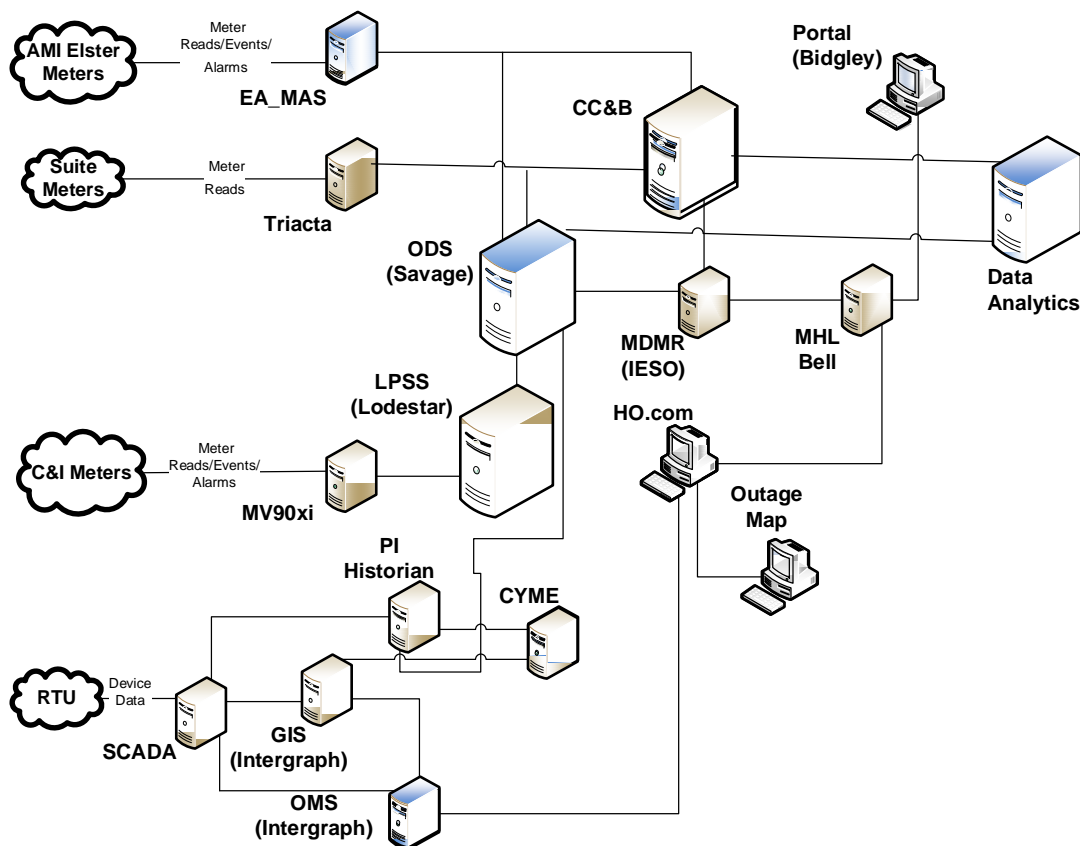 AMI Elster
Meters
Meter
Reads/Events/
Alarms
EA_MAS
CC&B
Portal
(Bidgley)
Suite
Meters
Meter
Reads
Triacta
ODS
(Savage)
Data
Analytics
MDMR
(IESO)
MHL
Bell
LPSS
(Lodestar)
HO.com
C&I Meters
Meter
Reads/Events/
Alarms
MV90xi
Outage
Map
PI
Historian
CYME
RTU
Device
Data
SCADA
GIS
(Intergraph)
OMS
(Intergraph)